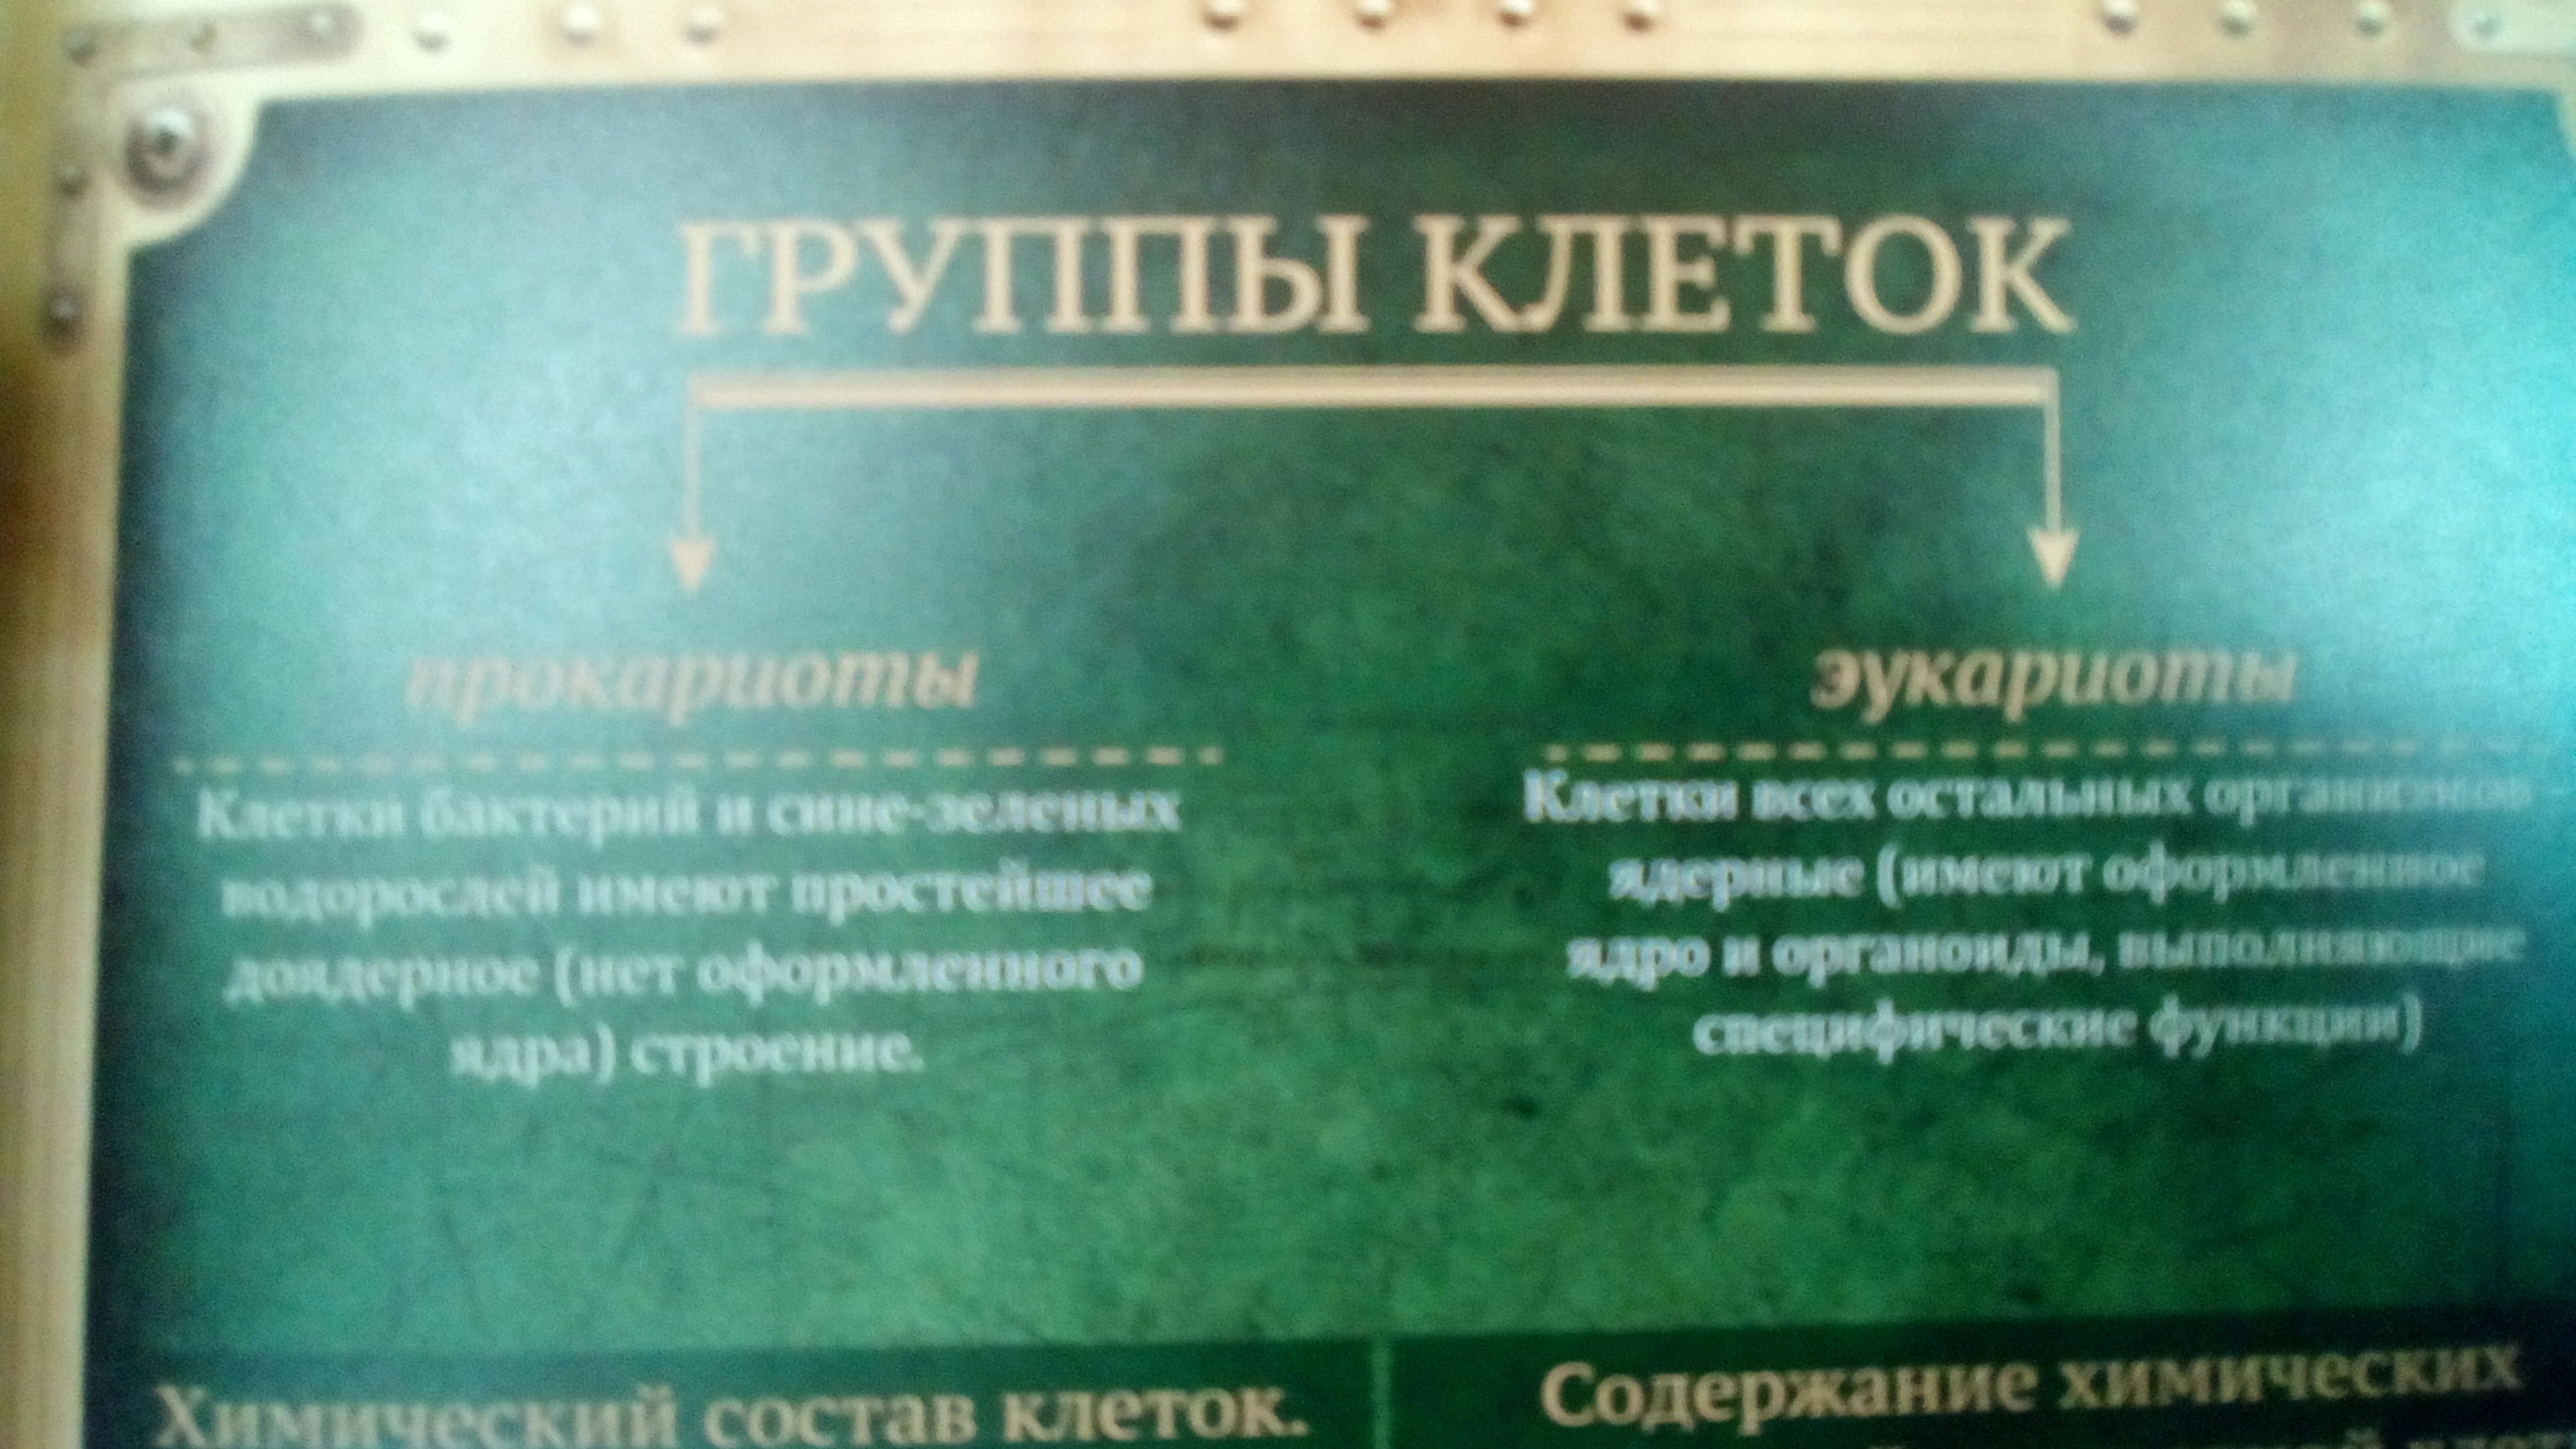 ГРУППЫ КЛЕТОК
прокариоты
Клетки бактерий и сине-зеленых
водорослей имеют простейшее
доядерное (нет оформленного
ядра) строение.
эукариоты
Клетки всех остальных организмов
ядерные (имеют оформленное
ядро и органоиды, выполняющие
специфические функции)
Химический состав клеток.
Содержание химических